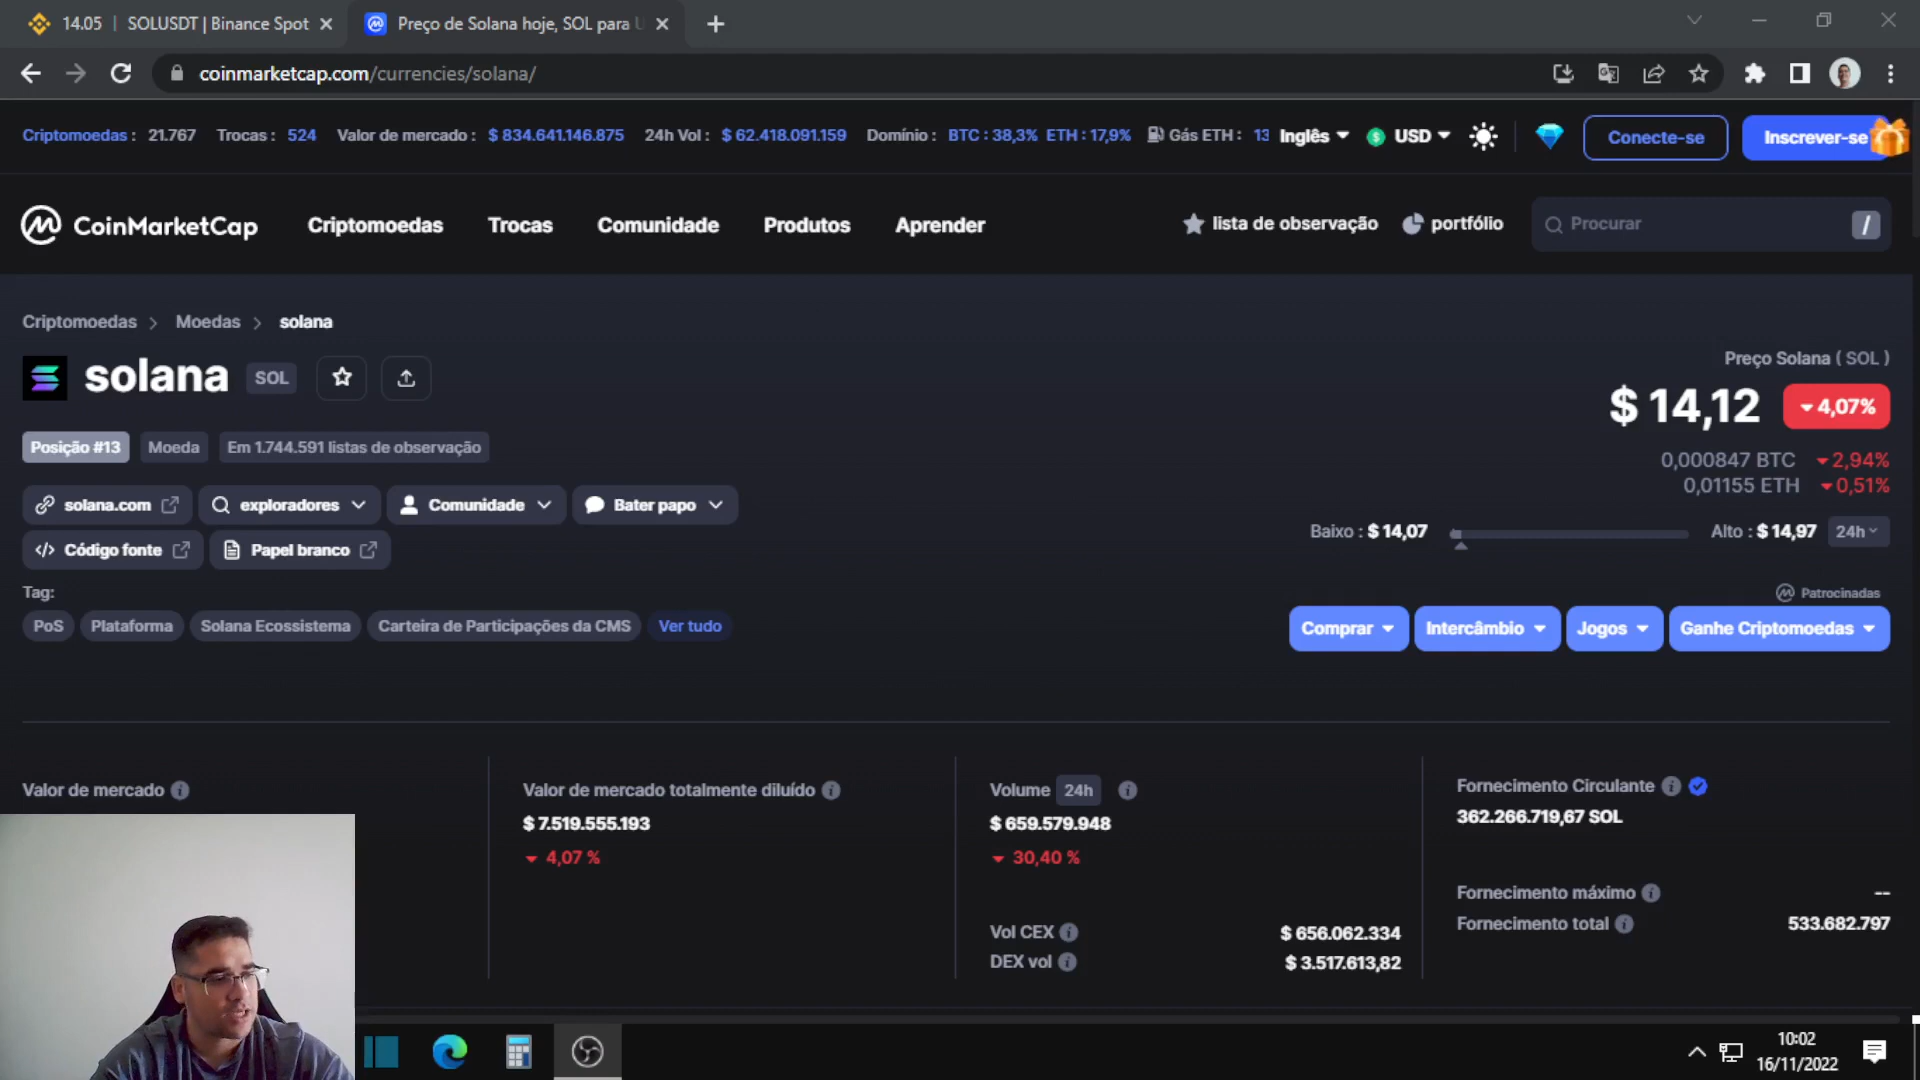 14.05 | SOLUSDT | Binance Spot
Preço de Solana hoje, SOL para U
coinmarketcap.com/currencies/solana/
Criptomoedas : 21.767 Trocas : 524 Valor de mercado : $ 834.641.146.875 24h Vol : $ 62.418.091.159 Domínio : BTC : 38,3% ETH : 17,9% Gás ETH : 13 Inglês USD Conecte-se Inscrever-se
CoinMarketCap Criptomoedas Trocas Comunidade Produtos Aprender lista de observação portfólio Procurar /
Criptomoedas > Moedas > solana
solana SOL
Posição #13 Moeda Em 1.744.591 listas de observação
solana.com exploradores Comunidade Bater papo
Código fonte Papel branco
Tag:
PoS Plataforma Solana Ecossistema Carteira de Participações da CMS Ver tudo
Preço Solana ( SOL )
$ 14,12 4,07%
0,000847 BTC 2,94%
0,01155 ETH 0,51%
Baixo : $ 14,07 Alto : $ 14,97 24h
Patrocinadas
Comprar Intercâmbio Jogos Ganhe Criptomoedas
Valor de mercado
Valor de mercado totalmente diluído
$ 7.519.555.193
4,07 %
Volume 24h
$ 659.579.948
30,40 %
Vol CEX $ 656.062.334
DEX vol $ 3.517.613,82
Fornecimento Circulante
362.266.719,67 SOL
Fornecimento máximo --
Fornecimento total 533.682.797
10:02
16/11/2022